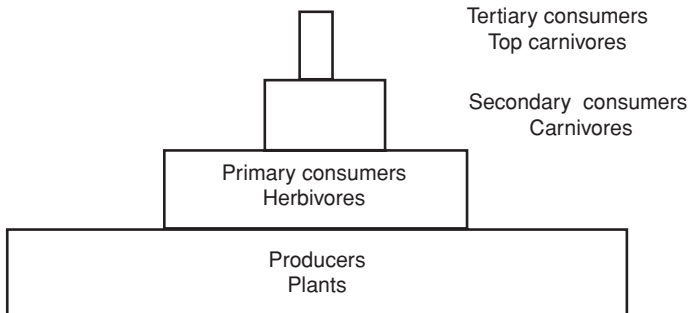 Tertiary consumers
Top carnivores
Secondary consumers
Carnivores
Primary consumers
Herbivores
Producers
Plants